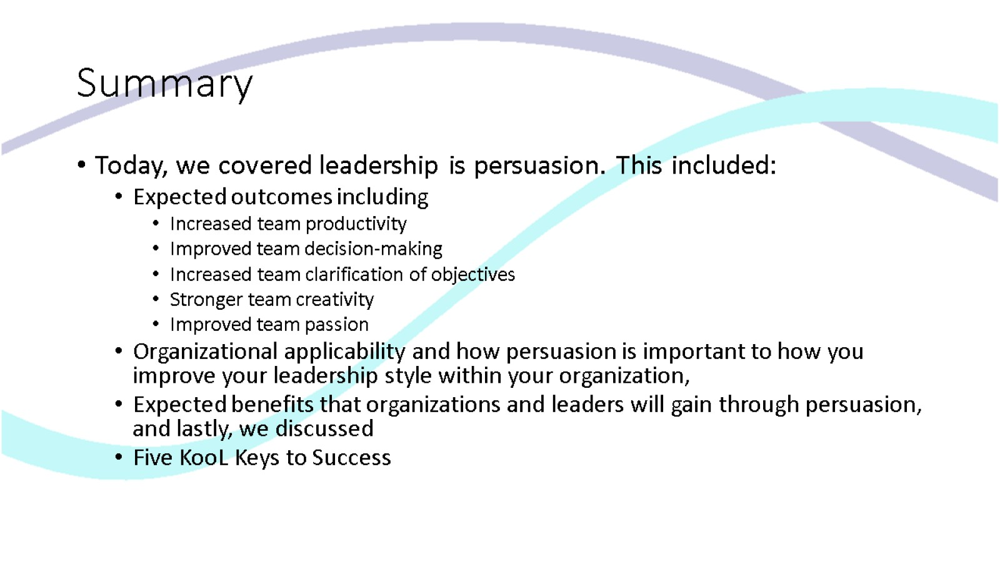 Summary
• Today, we covered leadership is persuasion. This included:
• Expected outcomes including
• Increased team productivity
• Improved team decision-making
• Increased team clarification of objectives
• Stronger team creativity
• Improved team passion
• Organizational applicability and how persuasion is important to how you
improve your leadership style within your organization,
• Expected benefits that organizations and leaders will gain through persuasion,
and lastly, we discussed
• Five KooL Keys to Success